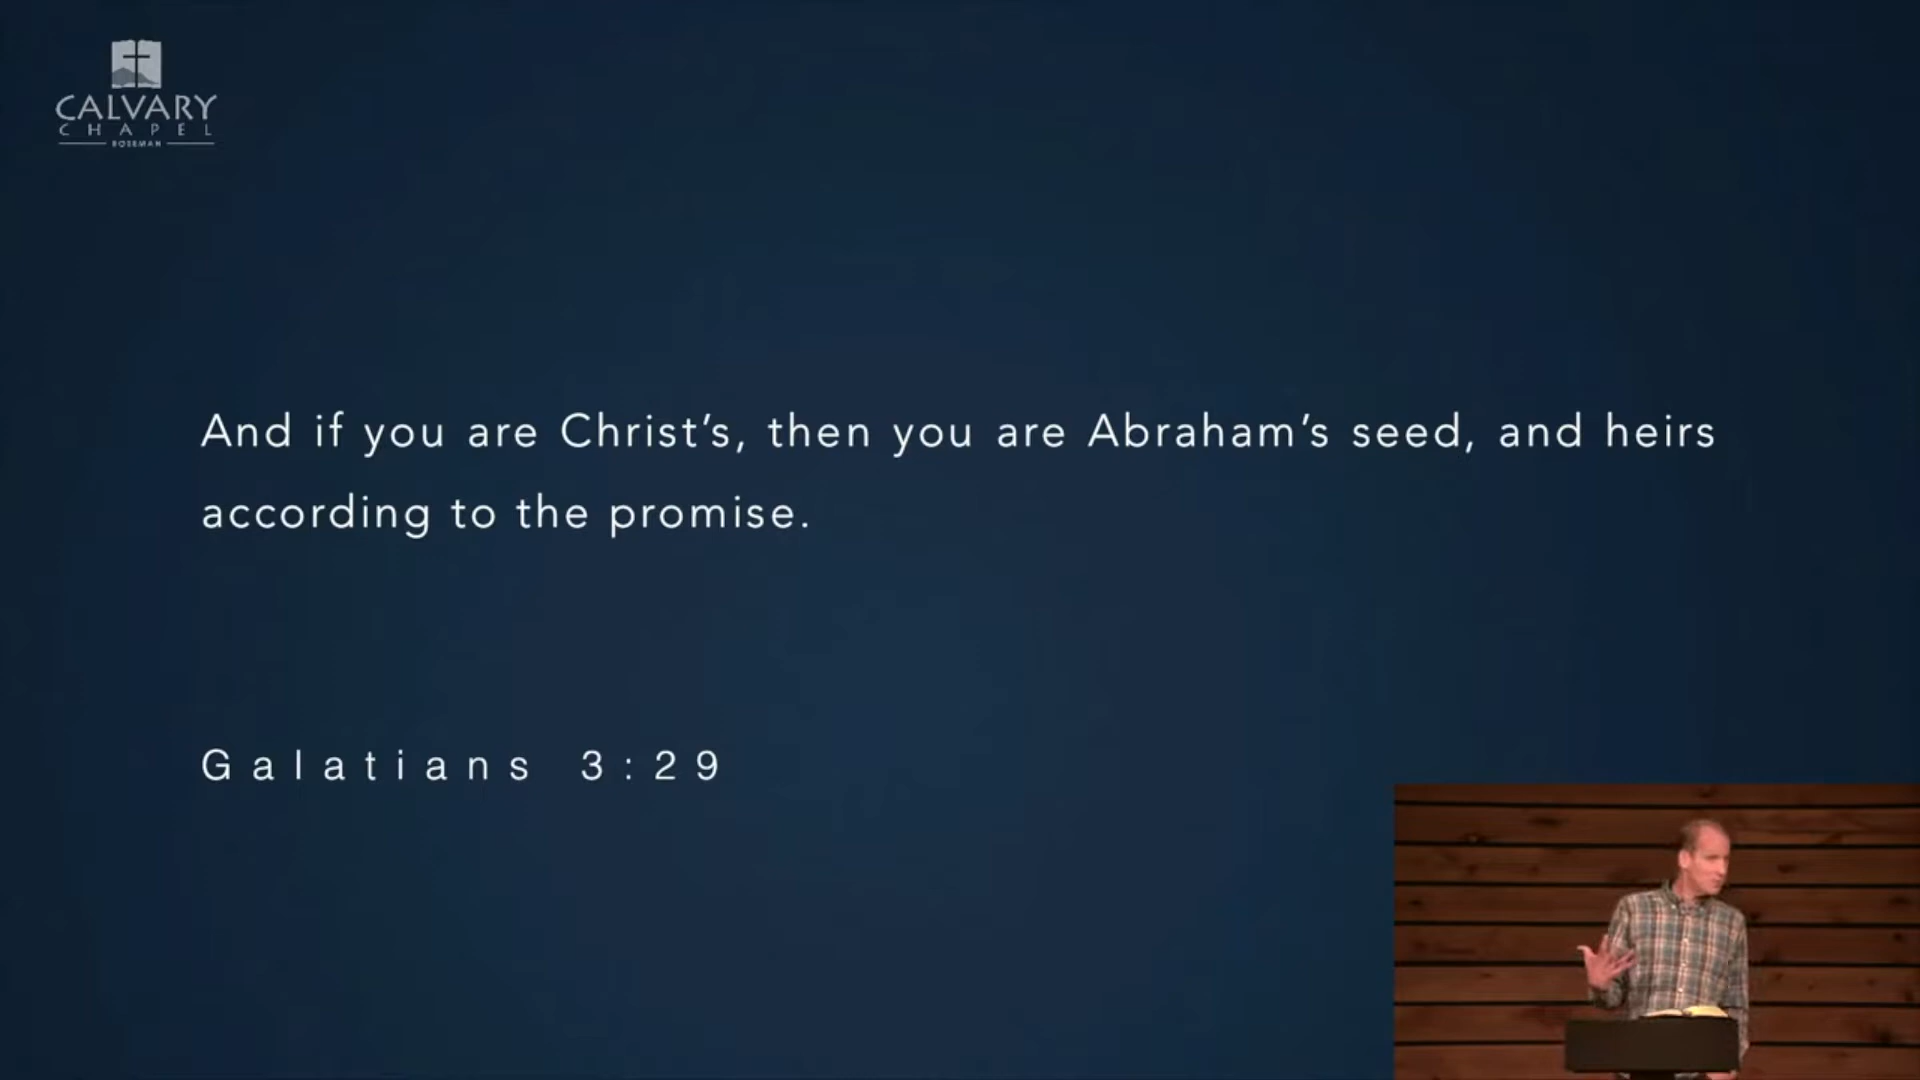 CALVARY
CHAPEL
BOZEMAN
And if you are Christ’s, then you are Abraham’s seed, and heirs
according to the promise.
Galatians 3:29